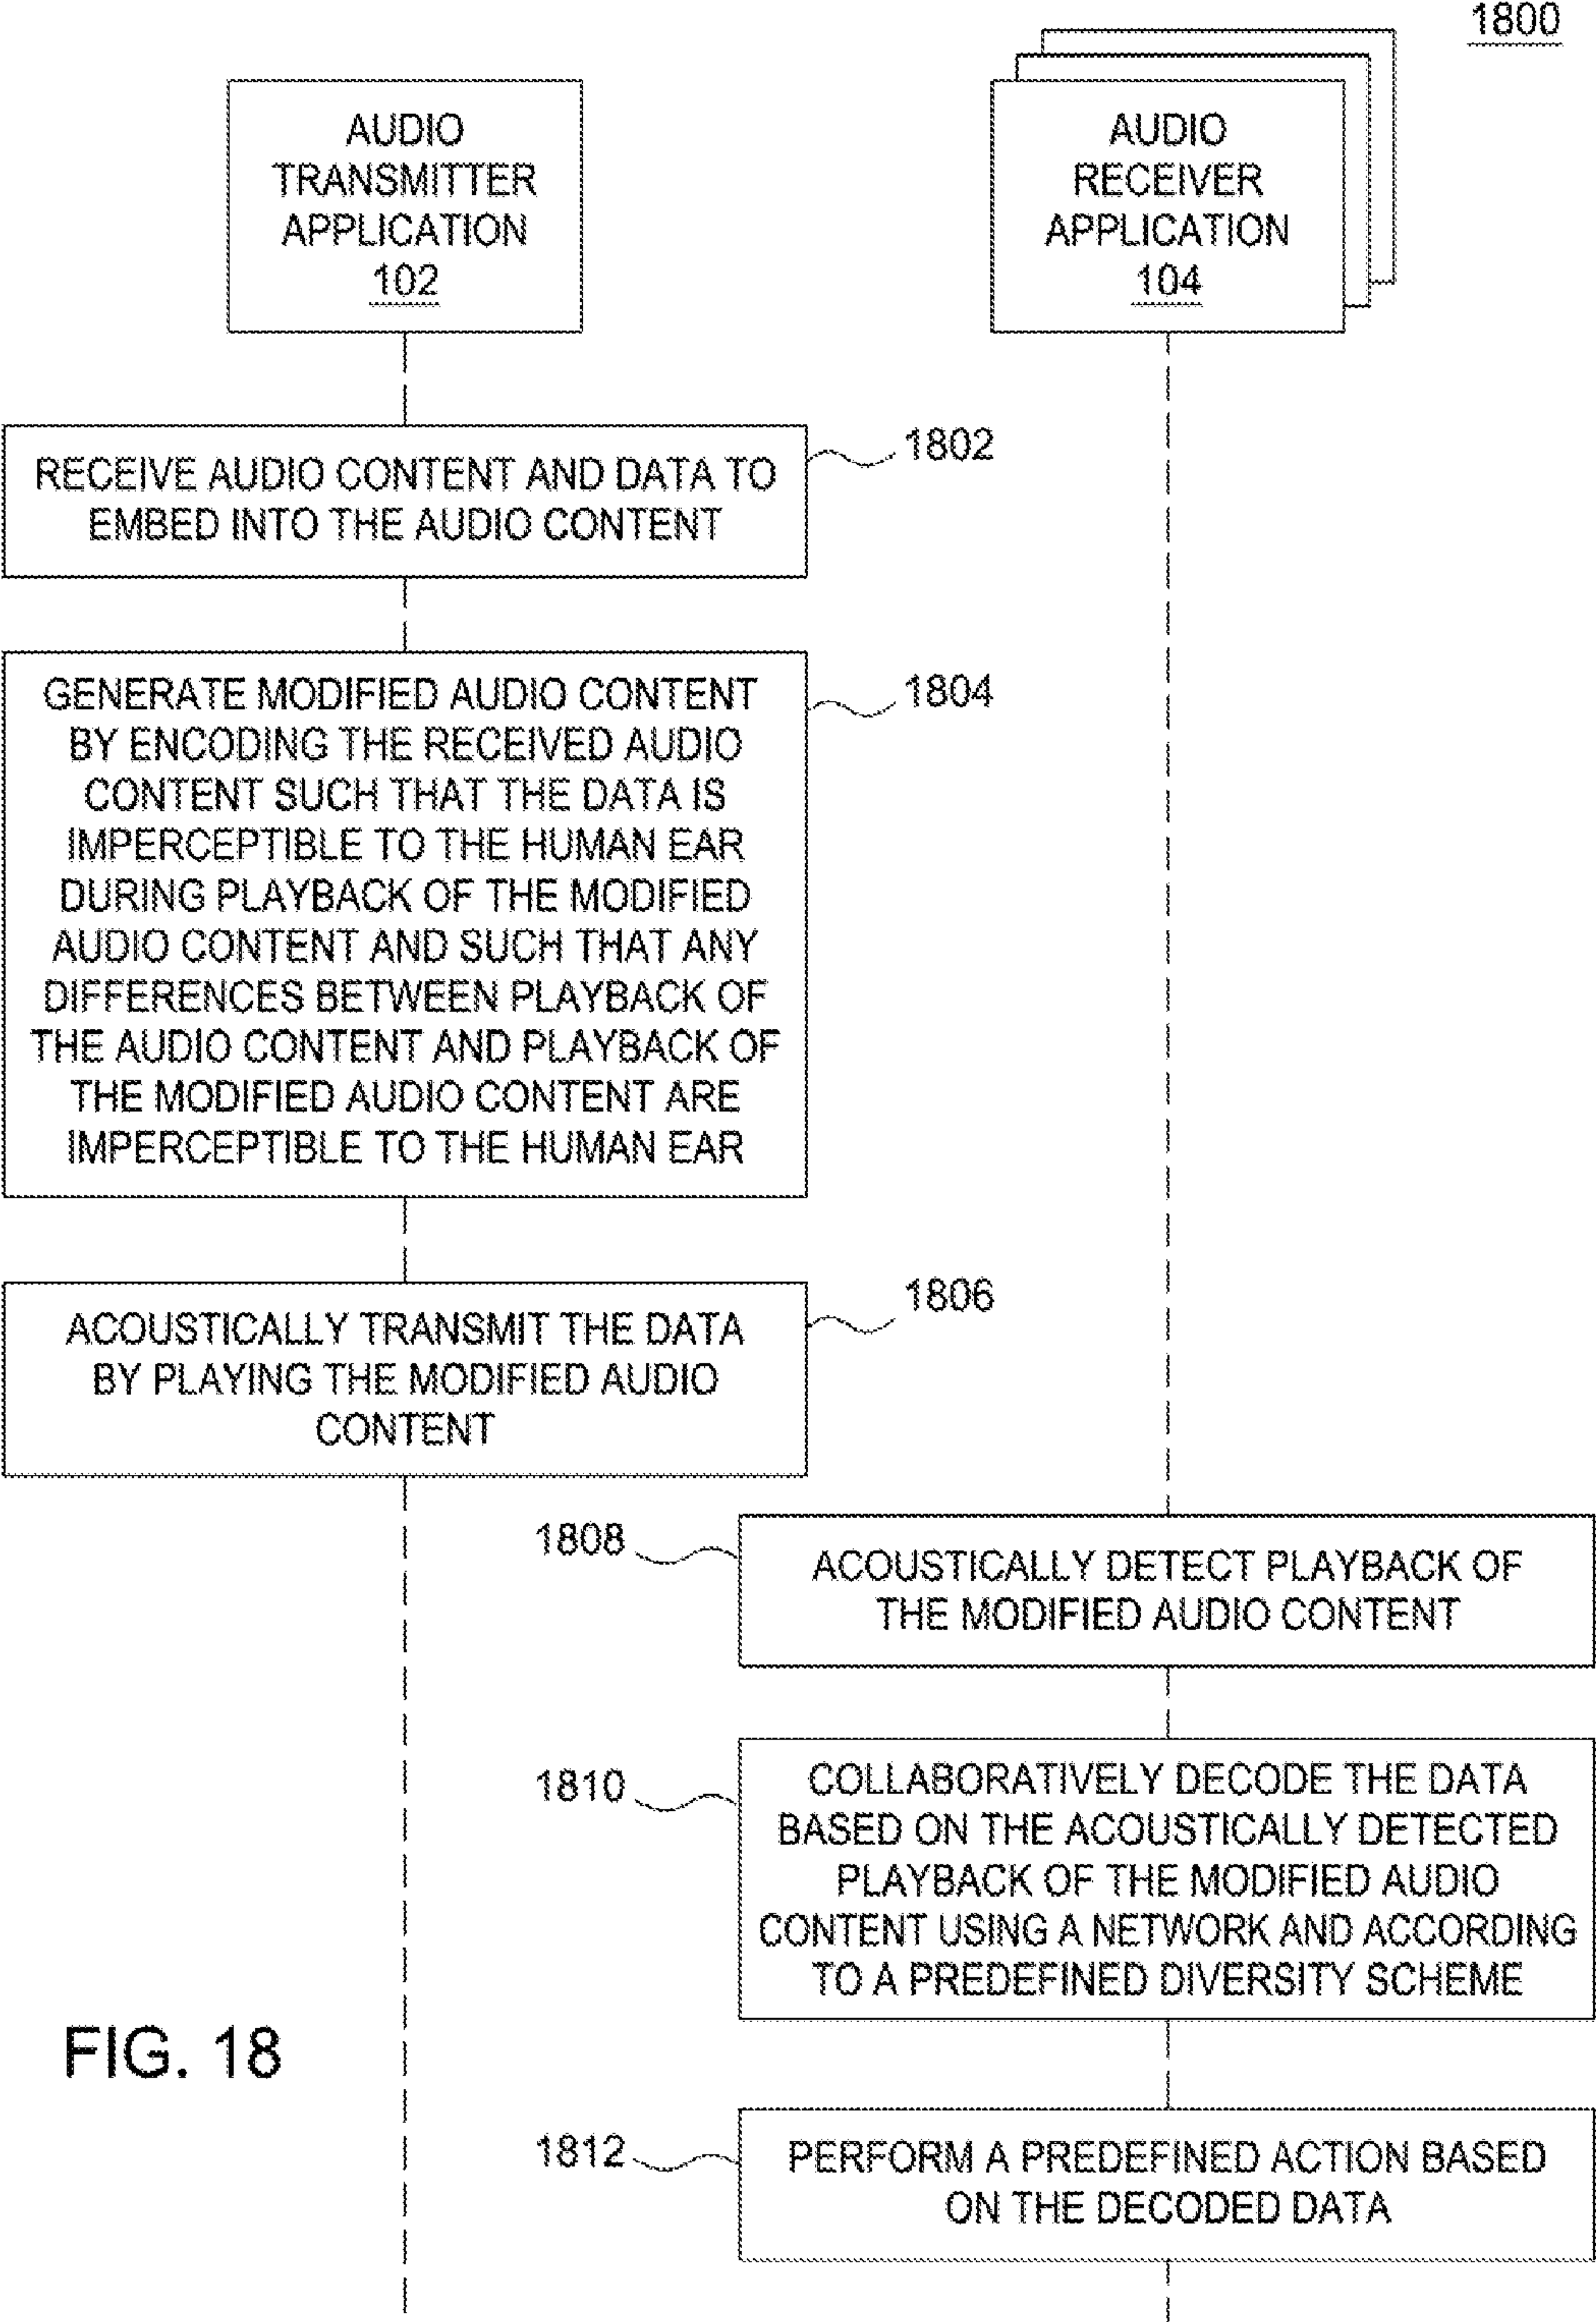 1800
AUDIO
TRANSMITTER
APPLICATION
102
AUDIO
RECEIVER
APPLICATION
104
1802
RECEIVE AUDIO CONTENT AND DATA TO
EMBED INTO THE AUDIO CONTENT
1804
GENERATE MODIFIED AUDIO CONTENT
BY ENCODING THE RECEIVED AUDIO
CONTENT SUCH THAT THE DATA IS
IMPERCEPTIBLE TO THE HUMAN EAR
DURING PLAYBACK OF THE MODIFIED
AUDIO CONTENT AND SUCH THAT ANY
DIFFERENCES BETWEEN PLAYBACK OF
THE AUDIO CONTENT AND PLAYBACK OF
THE MODIFIED AUDIO CONTENT ARE
IMPERCEPTIBLE TO THE HUMAN EAR
1806
ACOUSTICALLY TRANSMIT THE DATA
BY PLAYING THE MODIFIED AUDIO
CONTENT
1808
ACOUSTICALLY DETECT PLAYBACK OF
THE MODIFIED AUDIO CONTENT
1810
COLLABORATIVELY DECODE THE DATA
BASED ON THE ACOUSTICALLY DETECTED
PLAYBACK OF THE MODIFIED AUDIO
CONTENT USING A NETWORK AND ACCORDING
TO A PREDEFINED DIVERSITY SCHEME
1812
PERFORM A PREDEFINED ACTION BASED
ON THE DECODED DATA
FIG. 18